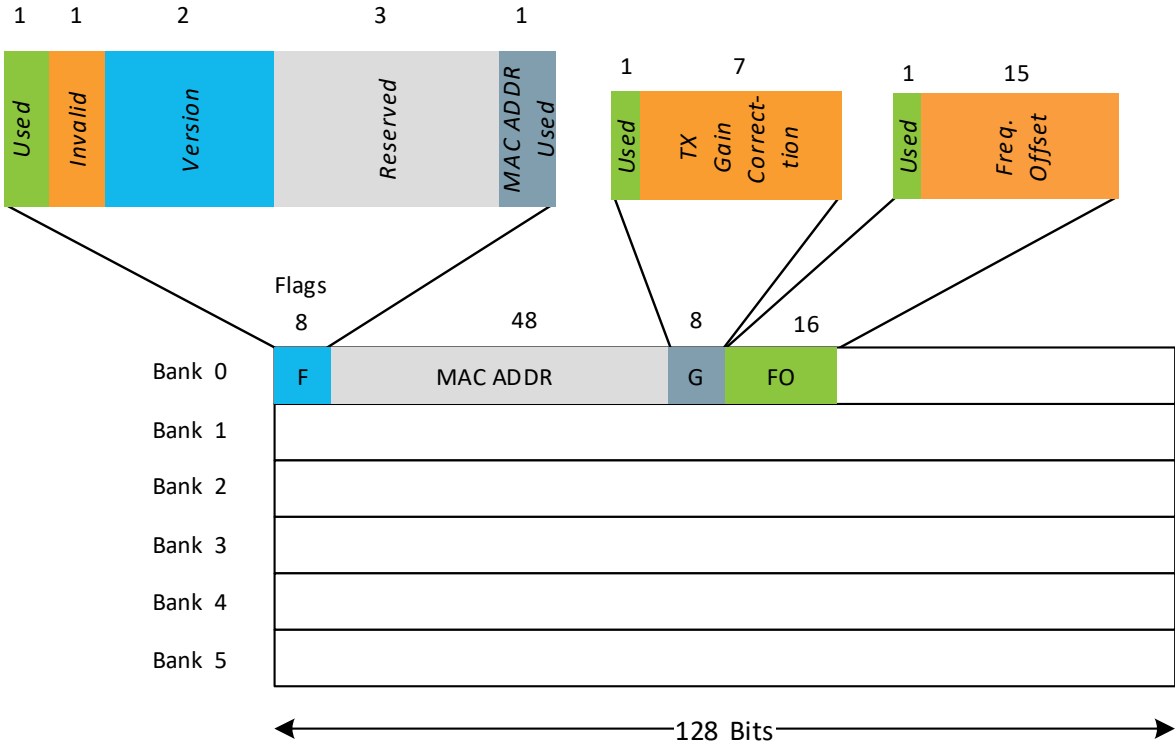 1 1 2 3 1
Used
Invalid
Version
Reserved
MAC ADDR
Used
1 7
Used
TX
Gain
Correct-
tion
1 15
Used
Freq.
Offset
Flags
8 48 8 16
Bank 0 F MAC ADDR G FO
Bank 1
Bank 2
Bank 3
Bank 4
Bank 5
128 Bits